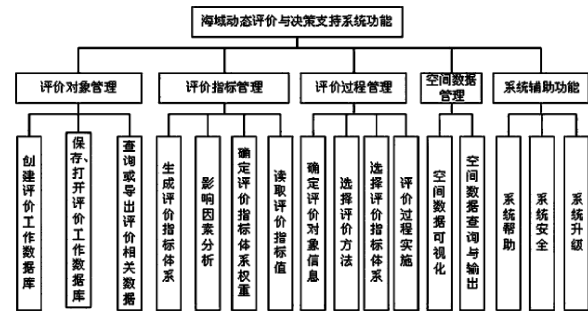 海域动态评价与决策支持系统功能
评价对象管理
评价指标管理
评价过程管理
空间数据
管理
系统辅助功能
创建评价工作数据库
保存、打开评价工作数据库
查询或导出评价相关数据
生成评价指标体系
影响因素分析
确定评价指标体系权重
读取评价指标值
确定评价对象信息
选择评价方法
选择评价指标体系
评价过程实施
空间数据可视化
空间数据查询与输出
系统帮助
系统安全
系统升级